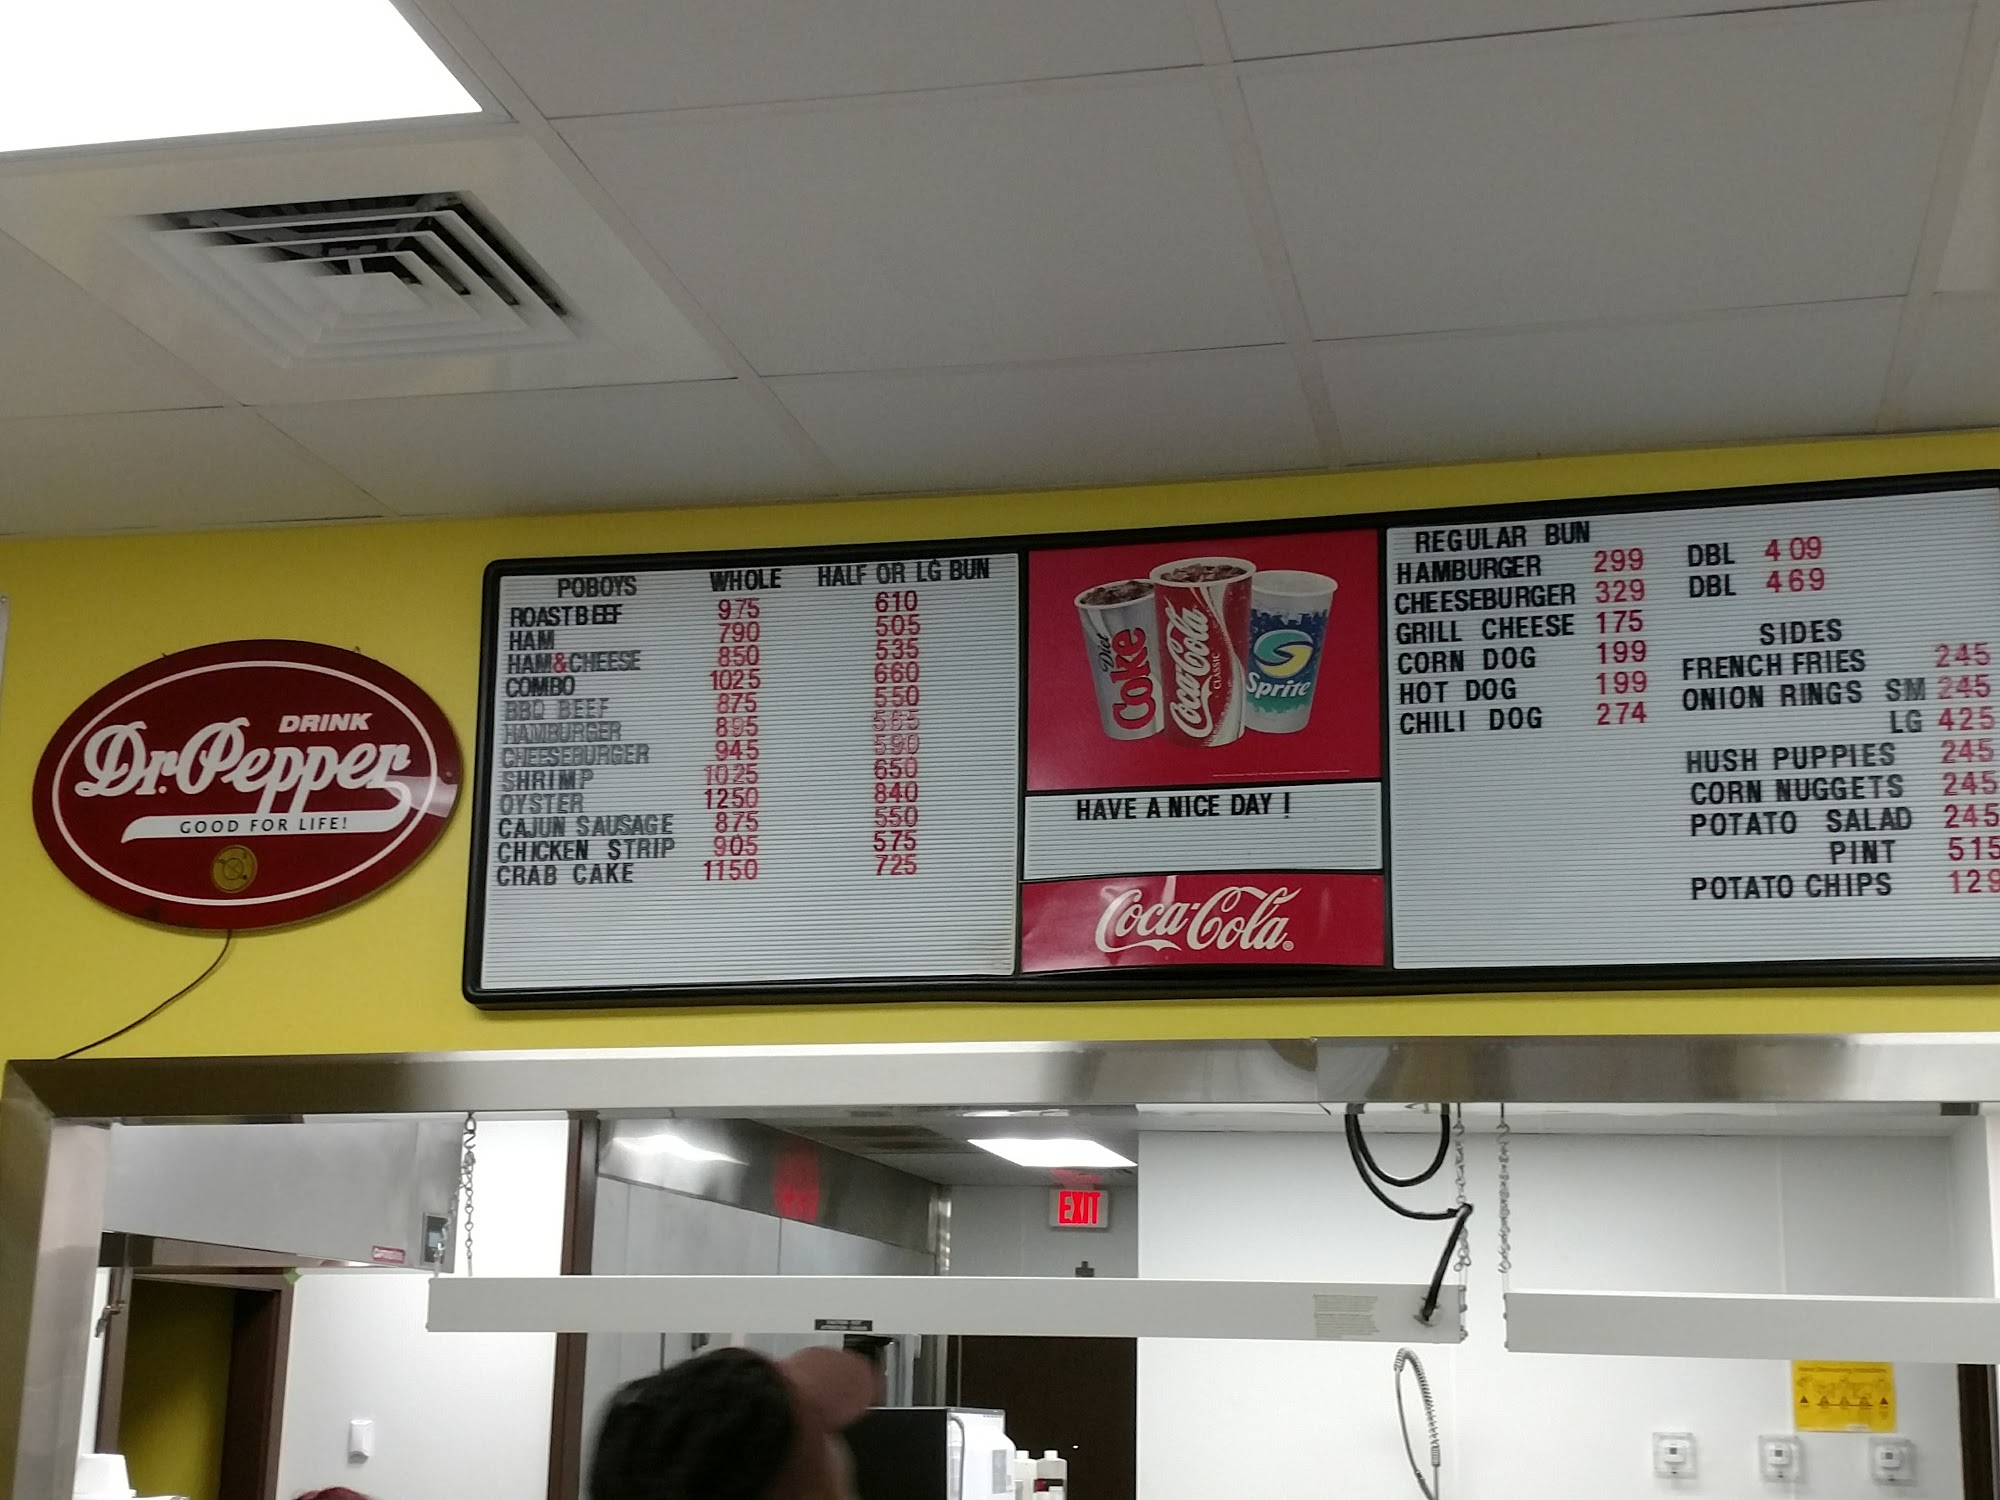 DRINK
Dr. Pepper
GOOD FOR LIFE!
POBOYS WHOLE HALF OR LG BUN
ROASTBEEF 975 610
HAM 790 505
HAM&CHEESE 850 535
COMBO 1025 660
BBQ BEEF 875 550
HAMBURGER 895 565
CHEESEBURGER 945 590
SHRIMP 1025 650
OYSTER 1250 840
CAJUN SAUSAGE 875 550
CHICKEN STRIP 905 575
CRAB CAKE 1150 725
Diet Coke
Coca-Cola
CLASSIC
Sprite
HAVE A NICE DAY !
Coca-Cola®
REGULAR BUN
HAMBURGER 299 DBL 409
CHEESEBURGER 329 DBL 469
GRILL CHEESE 175
CORN DOG 199
HOT DOG 199
CHILI DOG 274
SIDES
FRENCH FRIES 245
ONION RINGS SM 245
LG 425
HUSH PUPPIES 245
CORN NUGGETS 245
POTATO SALAD 245
PINT 515
POTATO CHIPS 129
EXIT